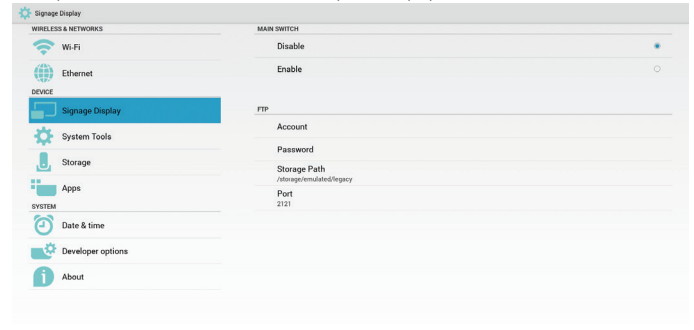 Signage Display
WIRELESS & NETWORKS
Wi-Fi
Ethernet
DEVICE
Signage Display
System Tools
Storage
Apps
SYSTEM
Date & time
Developer options
About
MAIN SWITCH
Disable
Enable
FTP
Account
Password
Storage Path
/storage/emulated/legacy
Port
2121